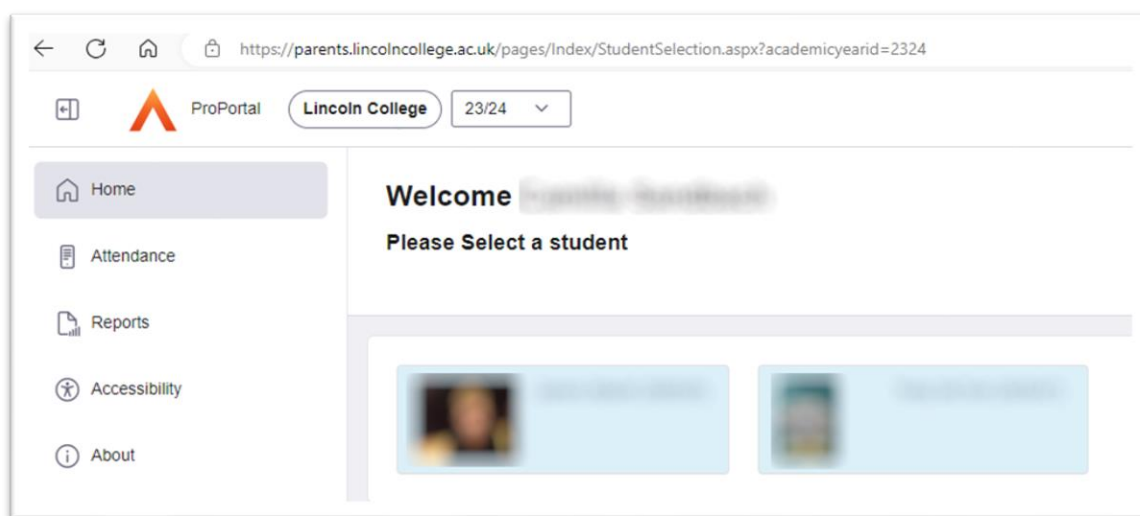 https://parents.lincolncollege.ac.uk/pages/Index/StudentSelection.aspx?academicyearid=2324
ProPortal Lincoln College 23/24
Home
Welcome
Please Select a student
Attendance
Reports
Accessibility
About